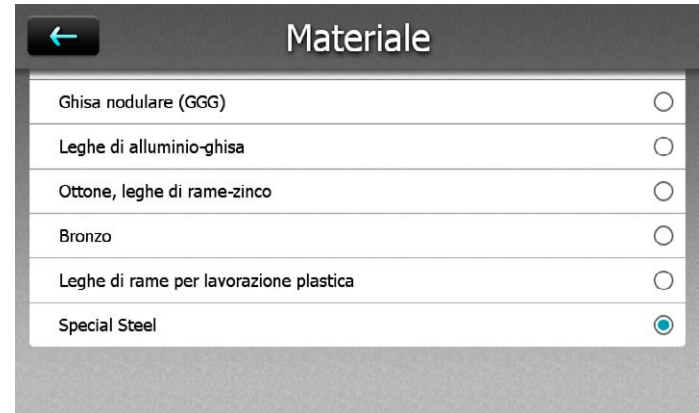 Materiale
Ghisa nodulare (GGG)
Leghe di alluminio-ghisa
Ottone, leghe di rame-zinco
Bronzo
Leghe di rame per lavorazione plastica
Special Steel